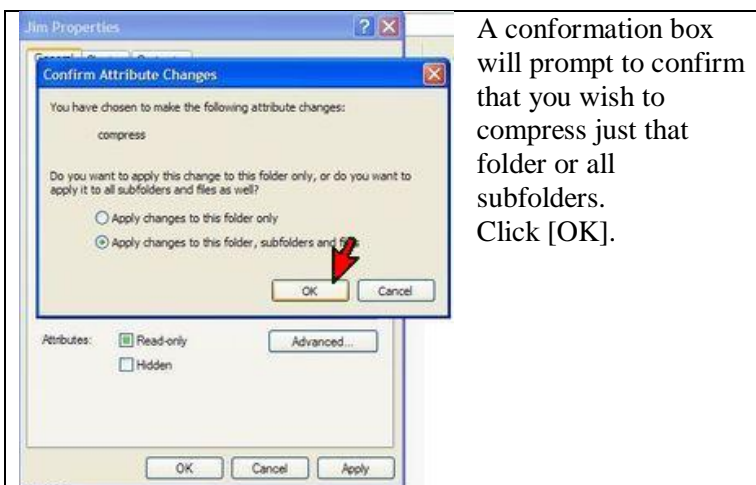 Jim Properties
Confirm Attribute Changes
You have chosen to make the following attribute changes:
compress
Do you want to apply this change to this folder only, or do you want to
apply it to all subfolders and files as well?
Apply changes to this folder only
Apply changes to this folder, subfolders and files
OK Cancel
Attributes: Read-only Advanced...
Hidden
OK Cancel Apply
A conformation box
will prompt to confirm
that you wish to
compress just that
folder or all
subfolders.
Click [OK].